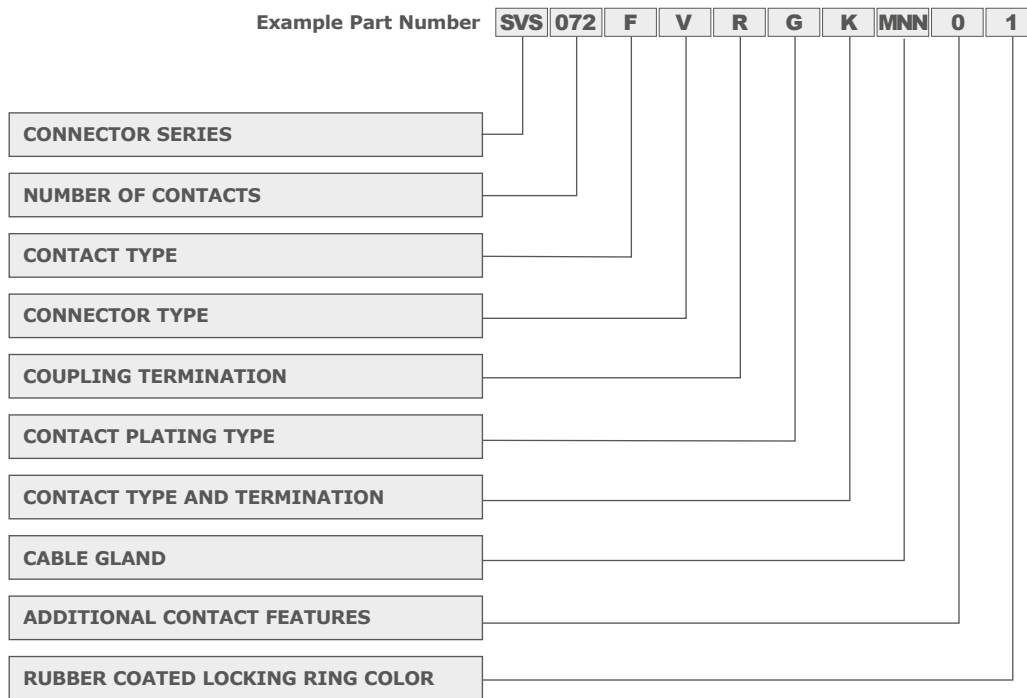 Example Part Number SVS 072 F V R G K MNN 0 1
CONNECTOR SERIES
NUMBER OF CONTACTS
CONTACT TYPE
CONNECTOR TYPE
COUPLING TERMINATION
CONTACT PLATING TYPE
CONTACT TYPE AND TERMINATION
CABLE GLAND
ADDITIONAL CONTACT FEATURES
RUBBER COATED LOCKING RING COLOR